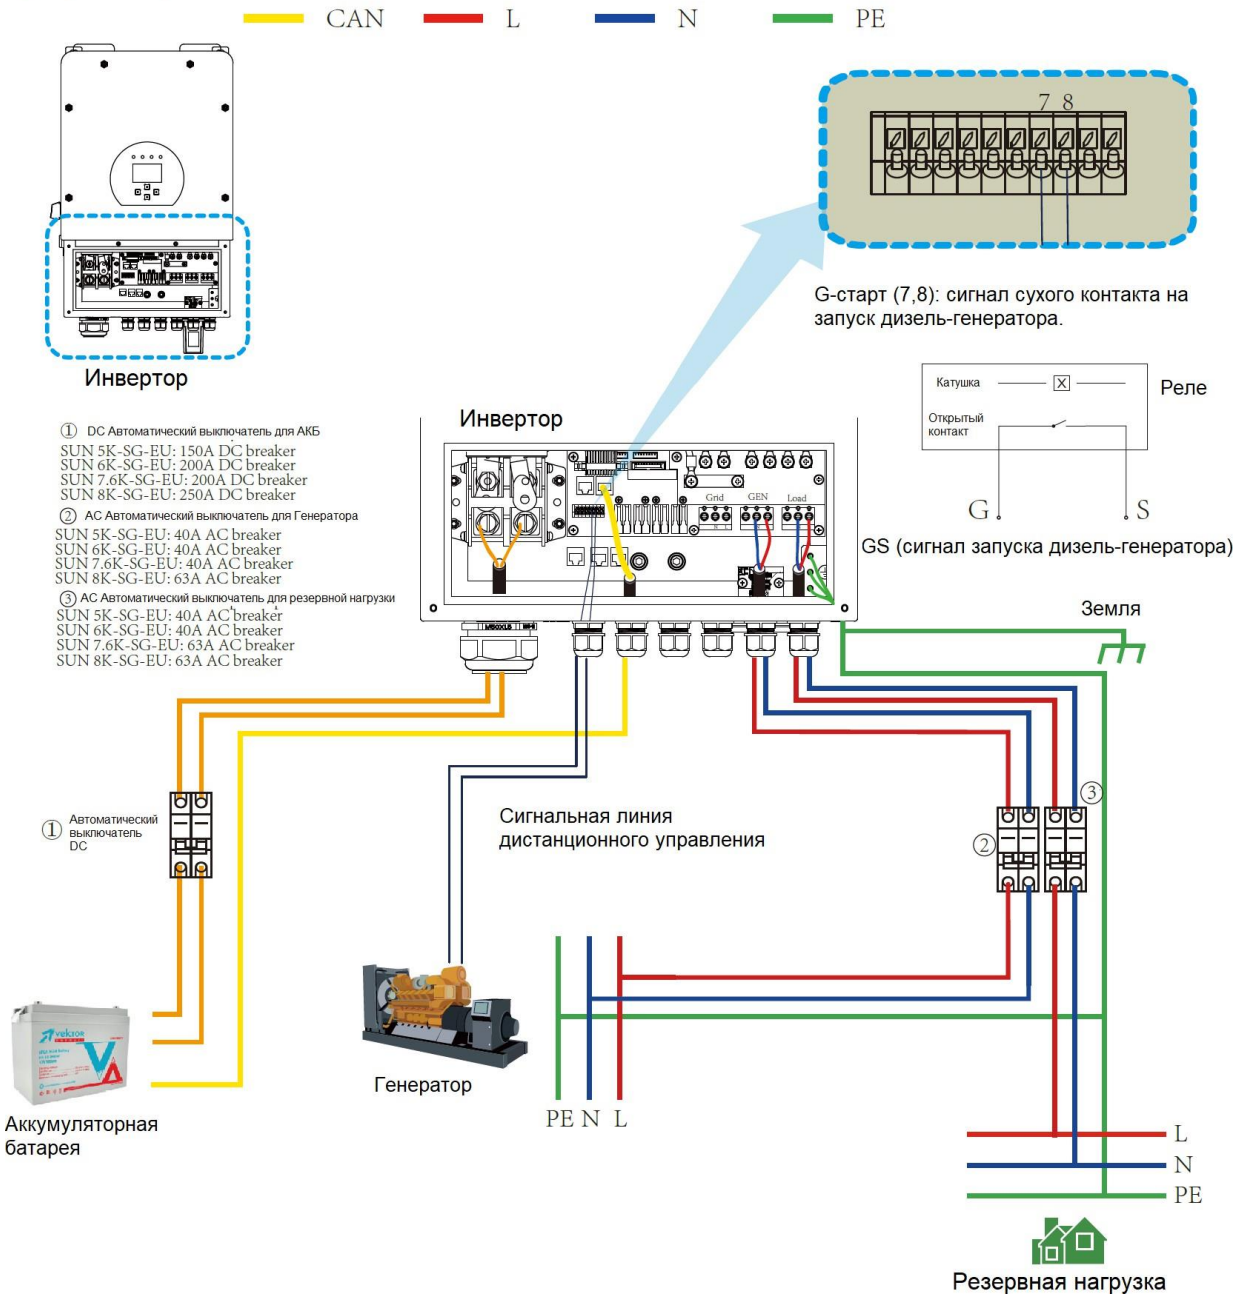 CAN L N PE
7 8
G-старт (7,8): сигнал сухого контакта на
запуск дизель-генератора.
Инвертор
Катушка
X
Реле
Открытый
контакт
G S
GS (сигнал запуска дизель-генератора)
① DC Автоматический выключатель для АКБ
SUN 5K-SG-EU: 150A DC breaker
SUN 6K-SG-EU: 200A DC breaker
SUN 7.6K-SG-EU: 200A DC breaker
SUN 8K-SG-EU: 250A DC breaker
② AC Автоматический выключатель для Генератора
SUN 5K-SG-EU: 40A AC breaker
SUN 6K-SG-EU: 40A AC breaker
SUN 7.6K-SG-EU: 40A AC breaker
SUN 8K-SG-EU: 63A AC breaker
③ AC Автоматический выключатель для резервной нагрузки
SUN 5K-SG-EU: 40A AC breaker
SUN 6K-SG-EU: 40A AC breaker
SUN 7.6K-SG-EU: 63A AC breaker
SUN 8K-SG-EU: 63A AC breaker
Инвертор
Grid GEN Load
Земля
① Автоматический
выключатель
DC
Сигнальная линия
дистанционного управления
②
③
vektor
Аккумуляторная
батарея
Генератор
PE N L
L
N
PE
Резервная нагрузка